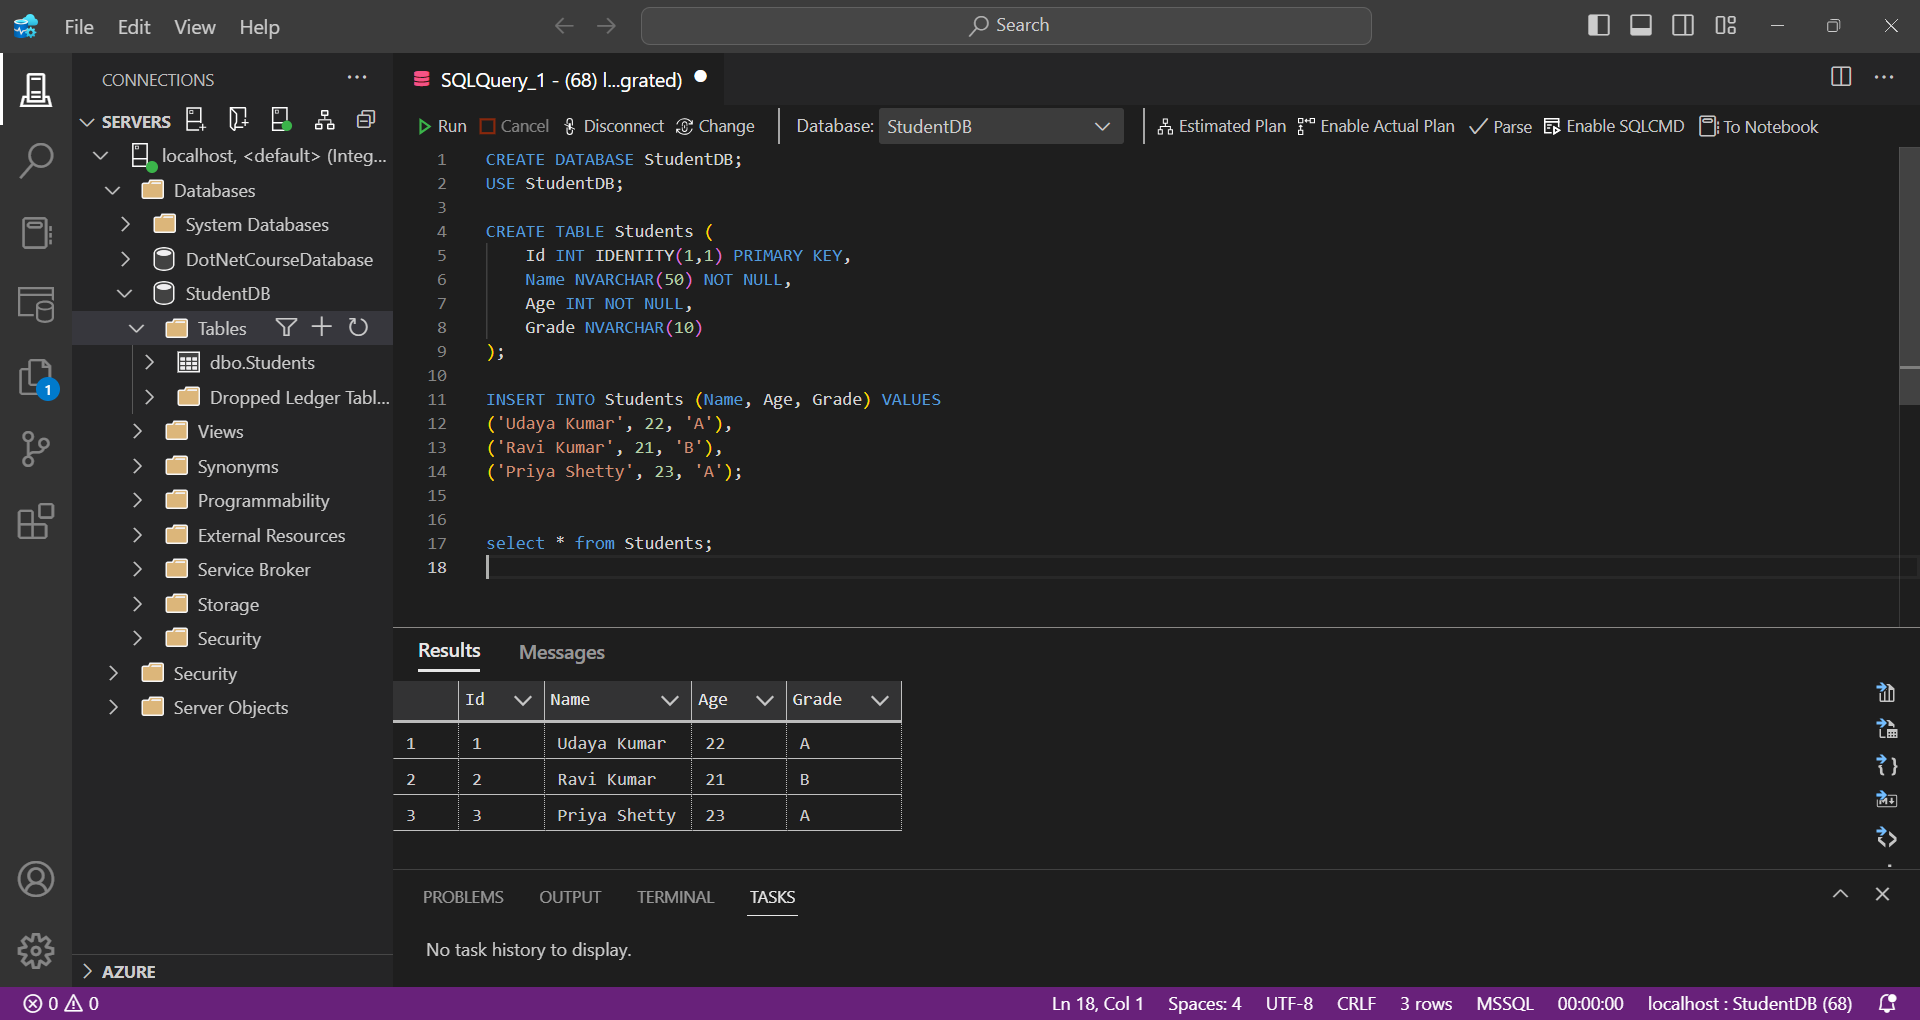 File Edit View Help
Search
CONNECTIONS
SERVERS
localhost, <default> (Integ...
Databases
System Databases
DotNetCourseDatabase
StudentDB
Tables
dbo.Students
Dropped Ledger Tabl...
Views
Synonyms
Programmability
External Resources
Service Broker
Storage
Security
Security
Server Objects
AZURE
1
SQLQuery_1 - (68) l...grated)
Run Cancel Disconnect Change Database: StudentDB Estimated Plan Enable Actual Plan Parse Enable SQLCMD To Notebook
1 CREATE DATABASE StudentDB;
2 USE StudentDB;
3
4 CREATE TABLE Students (
5     Id INT IDENTITY(1,1) PRIMARY KEY,
6     Name NVARCHAR(50) NOT NULL,
7     Age INT NOT NULL,
8     Grade NVARCHAR(10)
9 );
10
11 INSERT INTO Students (Name, Age, Grade) VALUES
12 ('Udaya Kumar', 22, 'A'),
13 ('Ravi Kumar', 21, 'B'),
14 ('Priya Shetty', 23, 'A');
15
16
17 select * from Students;
18
Results Messages
Id Name Age Grade
1 1 Udaya Kumar 22 A
2 2 Ravi Kumar 21 B
3 3 Priya Shetty 23 A
PROBLEMS OUTPUT TERMINAL TASKS
No task history to display.
0 0 Ln 18, Col 1 Spaces: 4 UTF-8 CRLF 3 rows MSSQL 00:00:00 localhost : StudentDB (68)